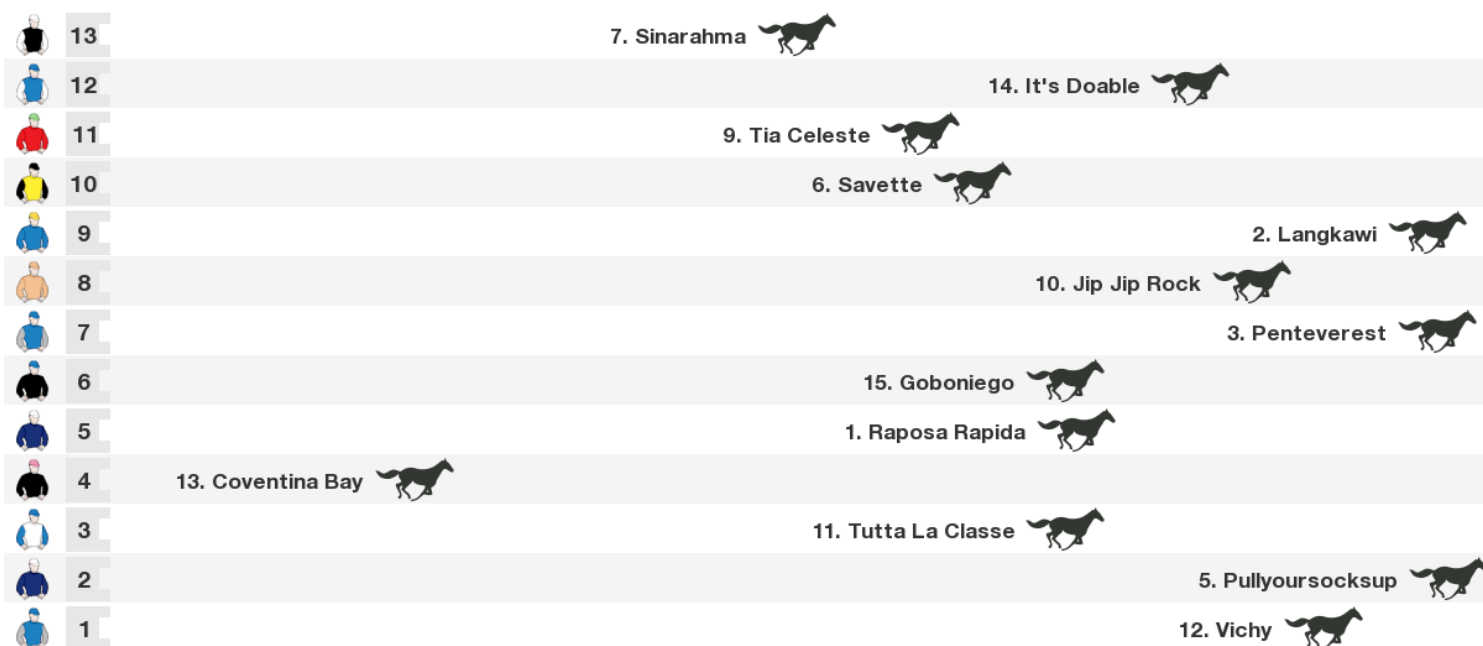 13 7. Sinarahma
12 14. It's Doable
11 9. Tia Celeste
10 6. Savette
9 2. Langkawi
8 10. Jip Jip Rock
7 3. Penteverest
6 15. Goboniego
5 1. Raposa Rapida
4 13. Coventina Bay
3 11. Tutta La Classe
2 5. Pullyoursocksup
1 12. Vichy